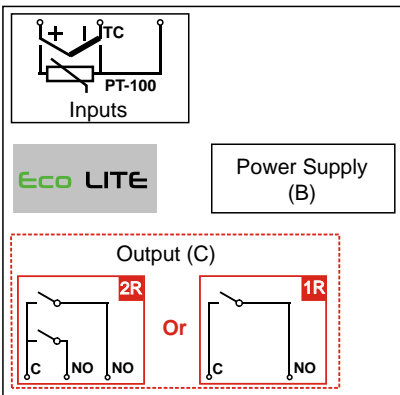 + − TC
PT-100
Inputs
Eco LITE
Power Supply
(B)
Output (C)
2R
1R
Or
C NO NO
C NO